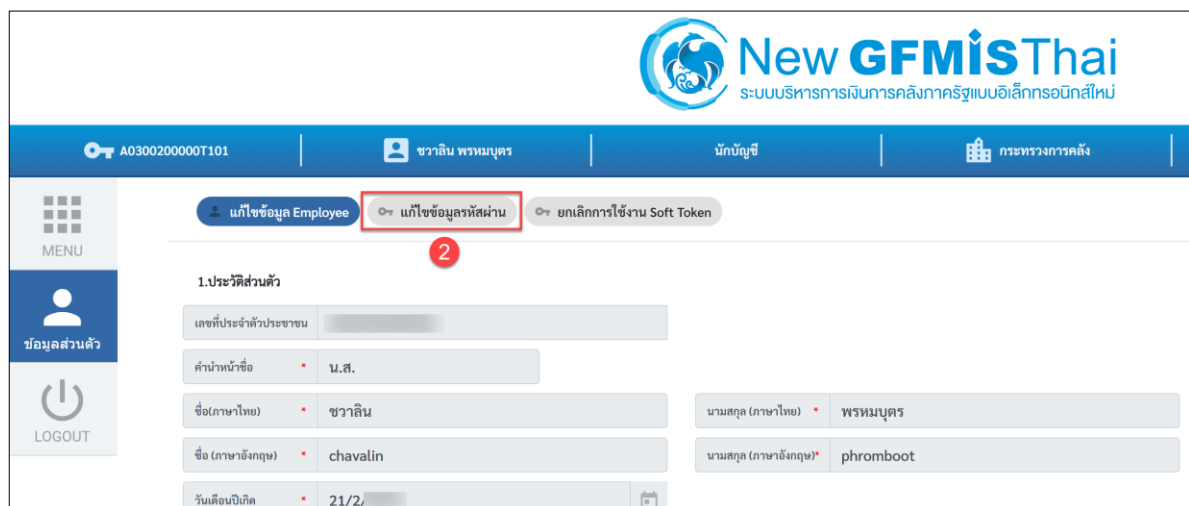 New GFMIS Thai
ระบบบริหารการเงินการคลังภาครัฐแบบอิเล็กทรอนิกส์ใหม่
A0300200000T101 ชวาลิน พรหมบุตร นักบัญชี กระทรวงการคลัง
MENU
ข้อมูลส่วนตัว
LOGOUT
แก้ไขข้อมูล Employee แก้ไขข้อมูลรหัสผ่าน ยกเลิกการใช้งาน Soft Token
2
1.ประวัติส่วนตัว
เลขที่ประจำตัวประชาชน
คำนำหน้าชื่อ * น.ส.
ชื่อ(ภาษาไทย) * ชวาลิน นามสกุล (ภาษาไทย) * พรหมบุตร
ชื่อ (ภาษาอังกฤษ) * chavalin นามสกุล (ภาษาอังกฤษ)* phromboot
วันเดือนปีเกิด * 21/2/